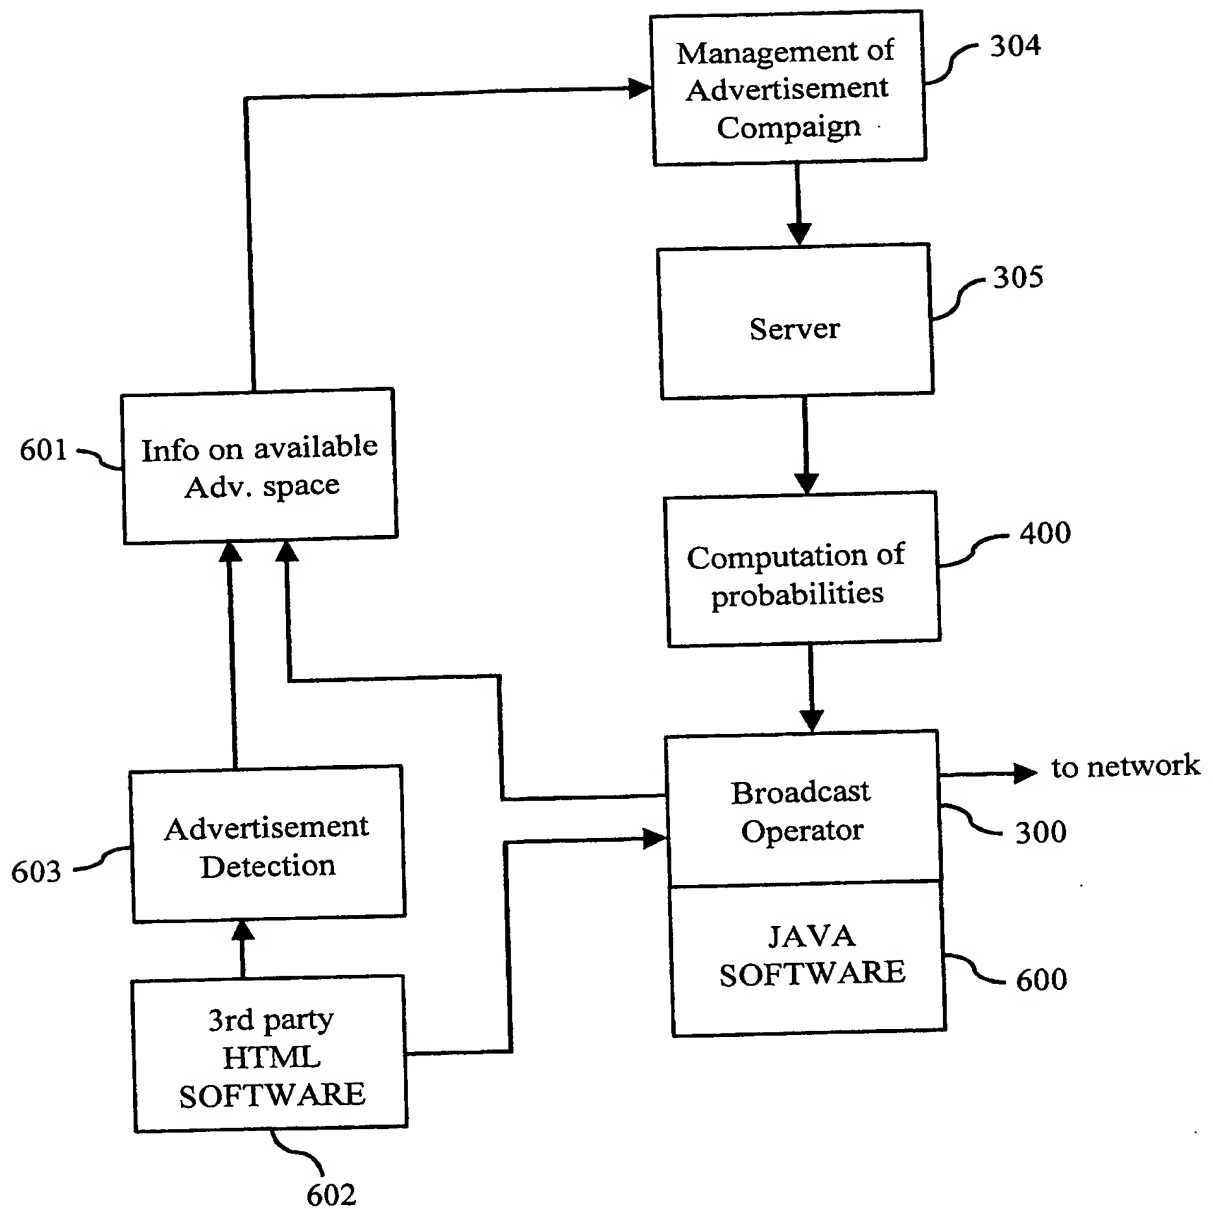 Management of
Advertisement
Compaign
304
Server
305
601
Info on available
Adv. space
Computation of
probabilities
400
Broadcast
Operator
to network
300
Advertisement
Detection
603
JAVA
SOFTWARE
600
3rd party
HTML
SOFTWARE
602